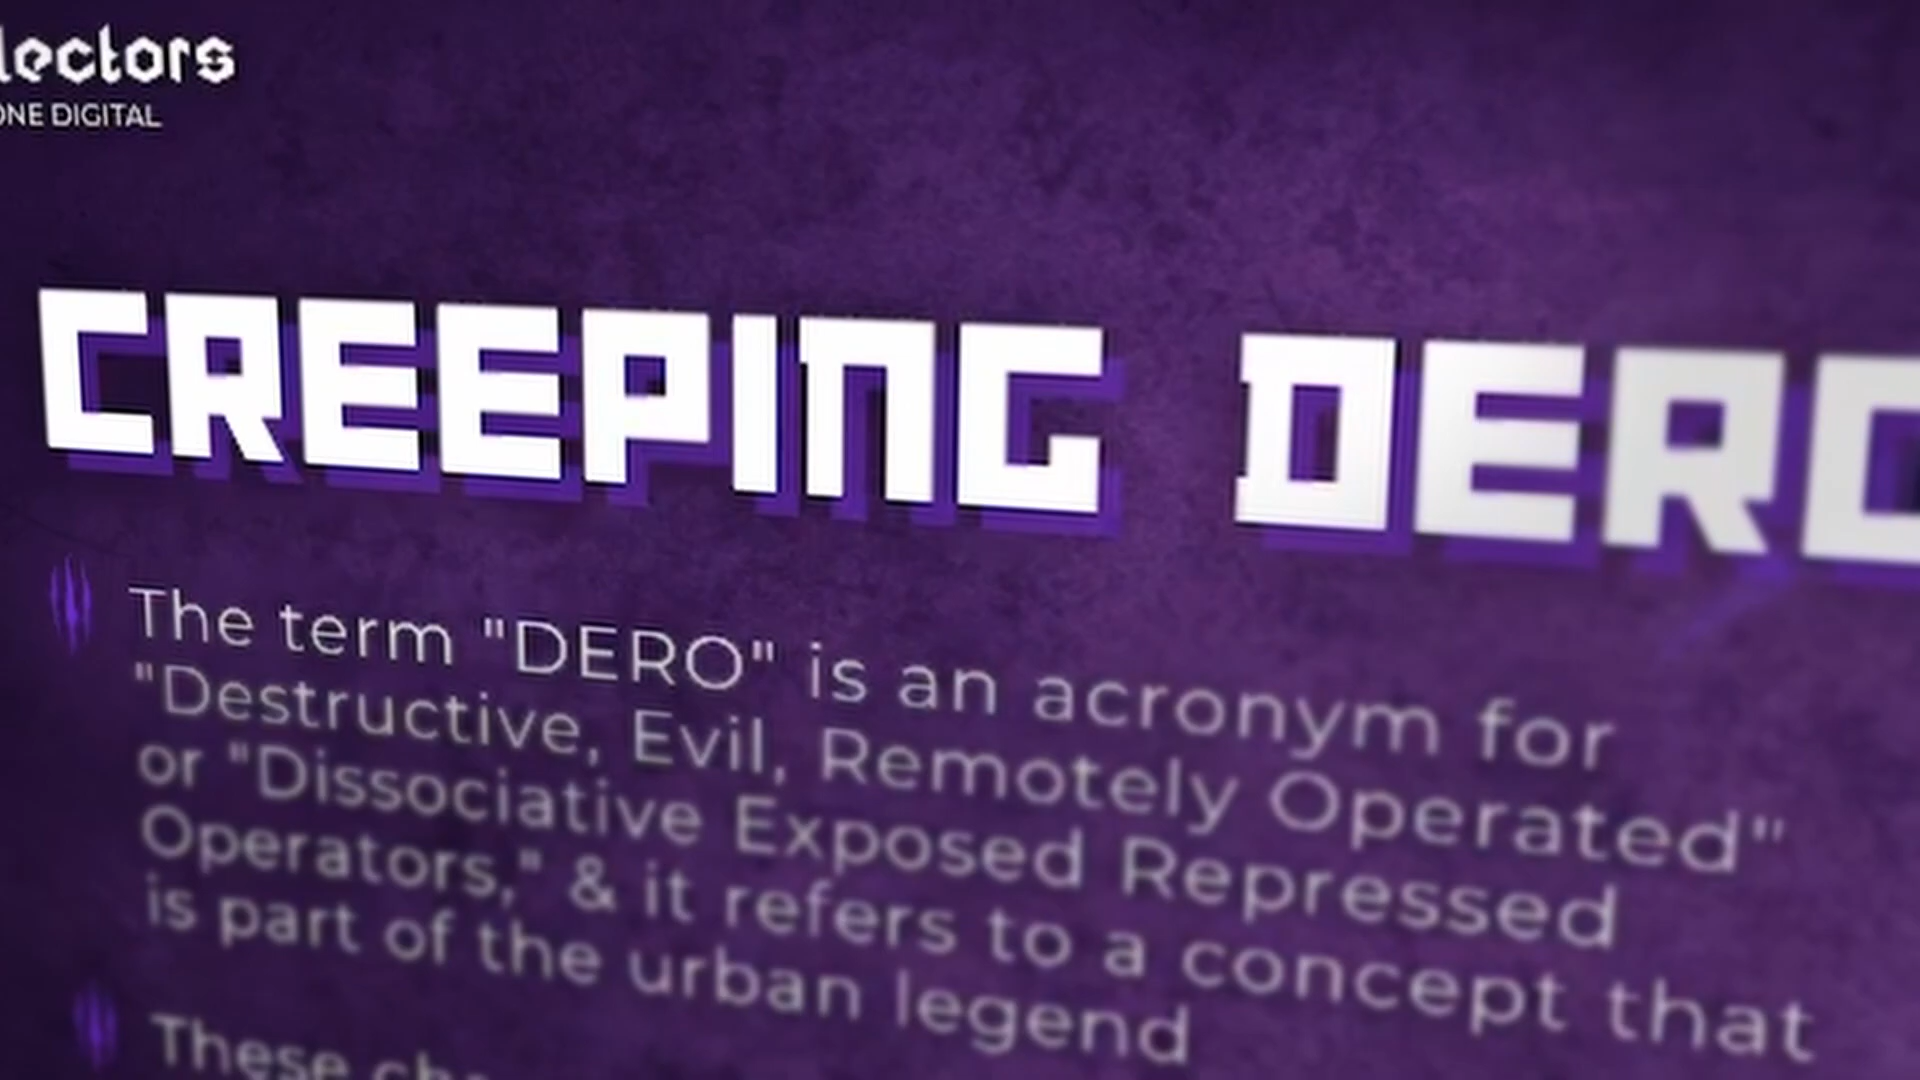 lectors
ONE DIGITAL
CREEPING DERO
The term "DERO" is an acronym for
"Destructive, Evil, Remotely Operated"
or "Dissociative Exposed Repressed
Operators," & it refers to a concept that
is part of the urban legend
These